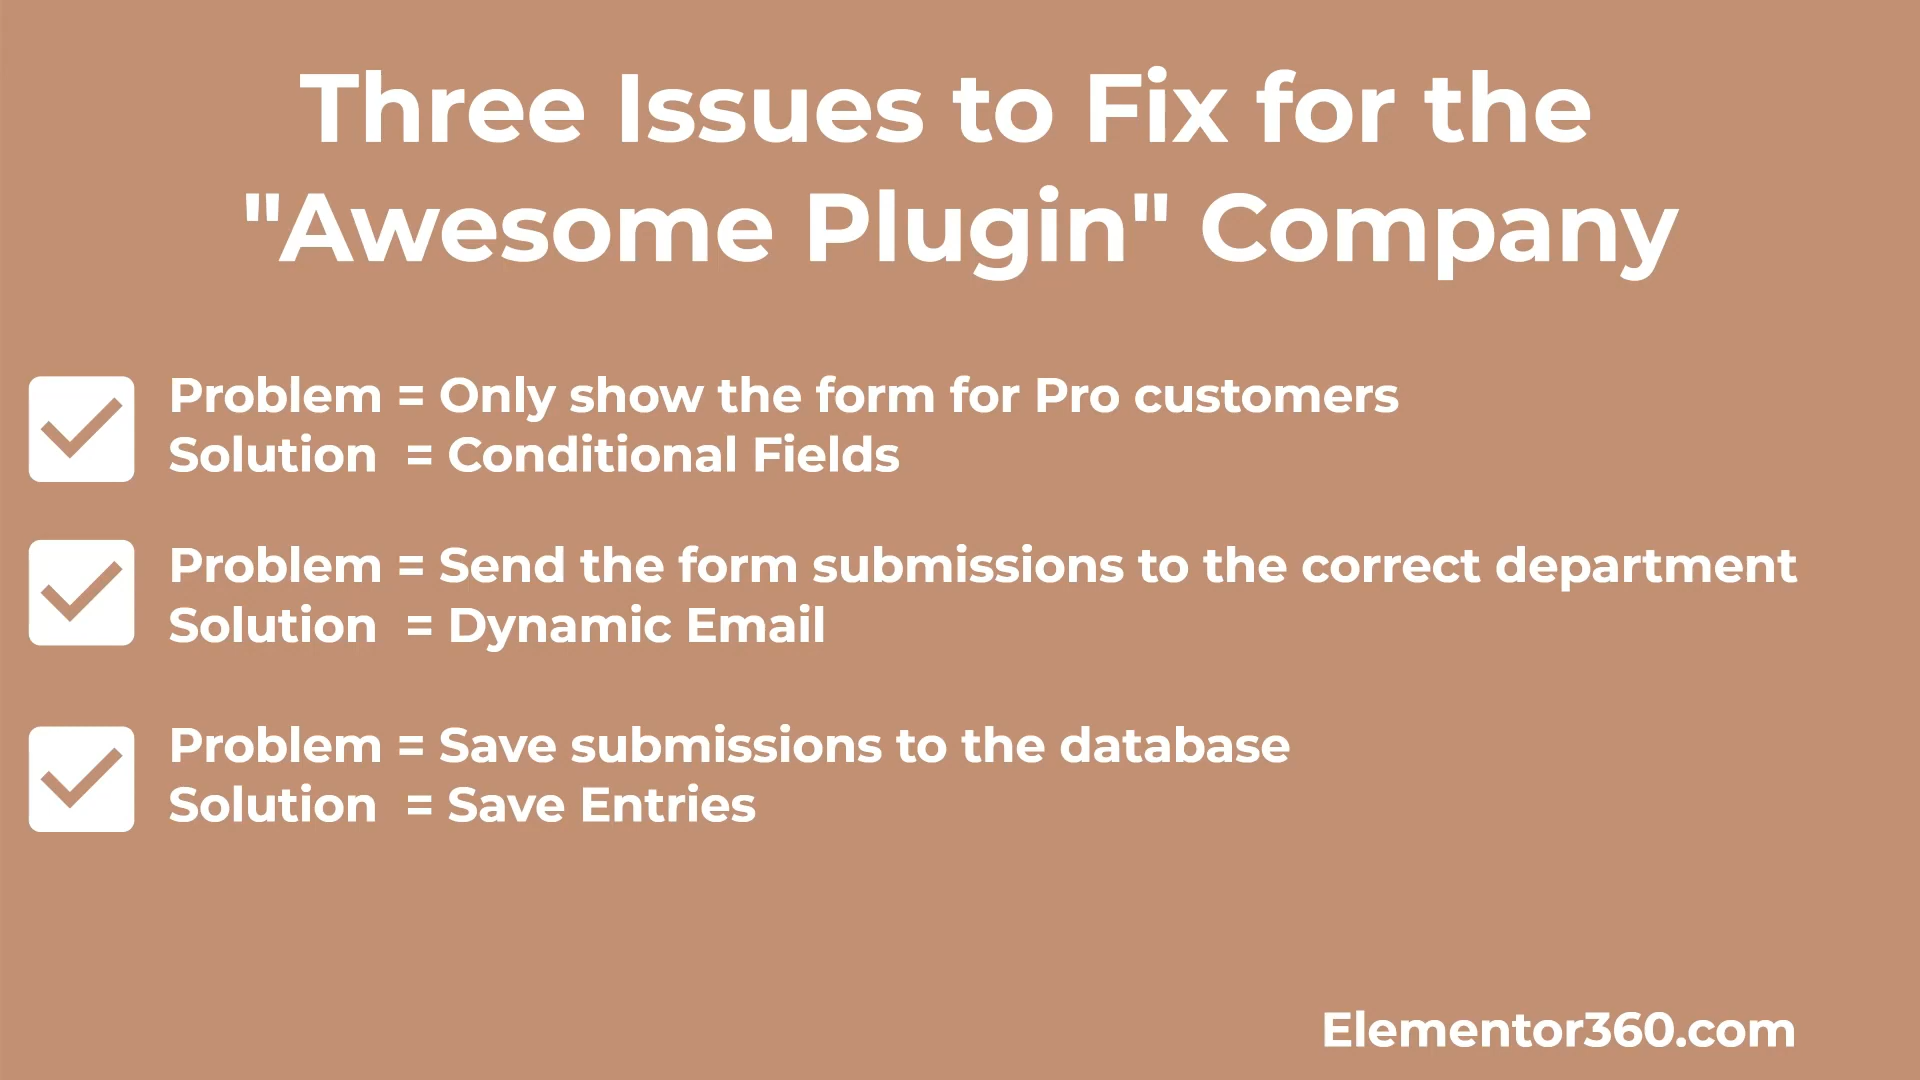 Three Issues to Fix for the
"Awesome Plugin" Company
Problem = Only show the form for Pro customers
Solution = Conditional Fields
Problem = Send the form submissions to the correct department
Solution = Dynamic Email
Problem = Save submissions to the database
Solution = Save Entries
Elementor360.com